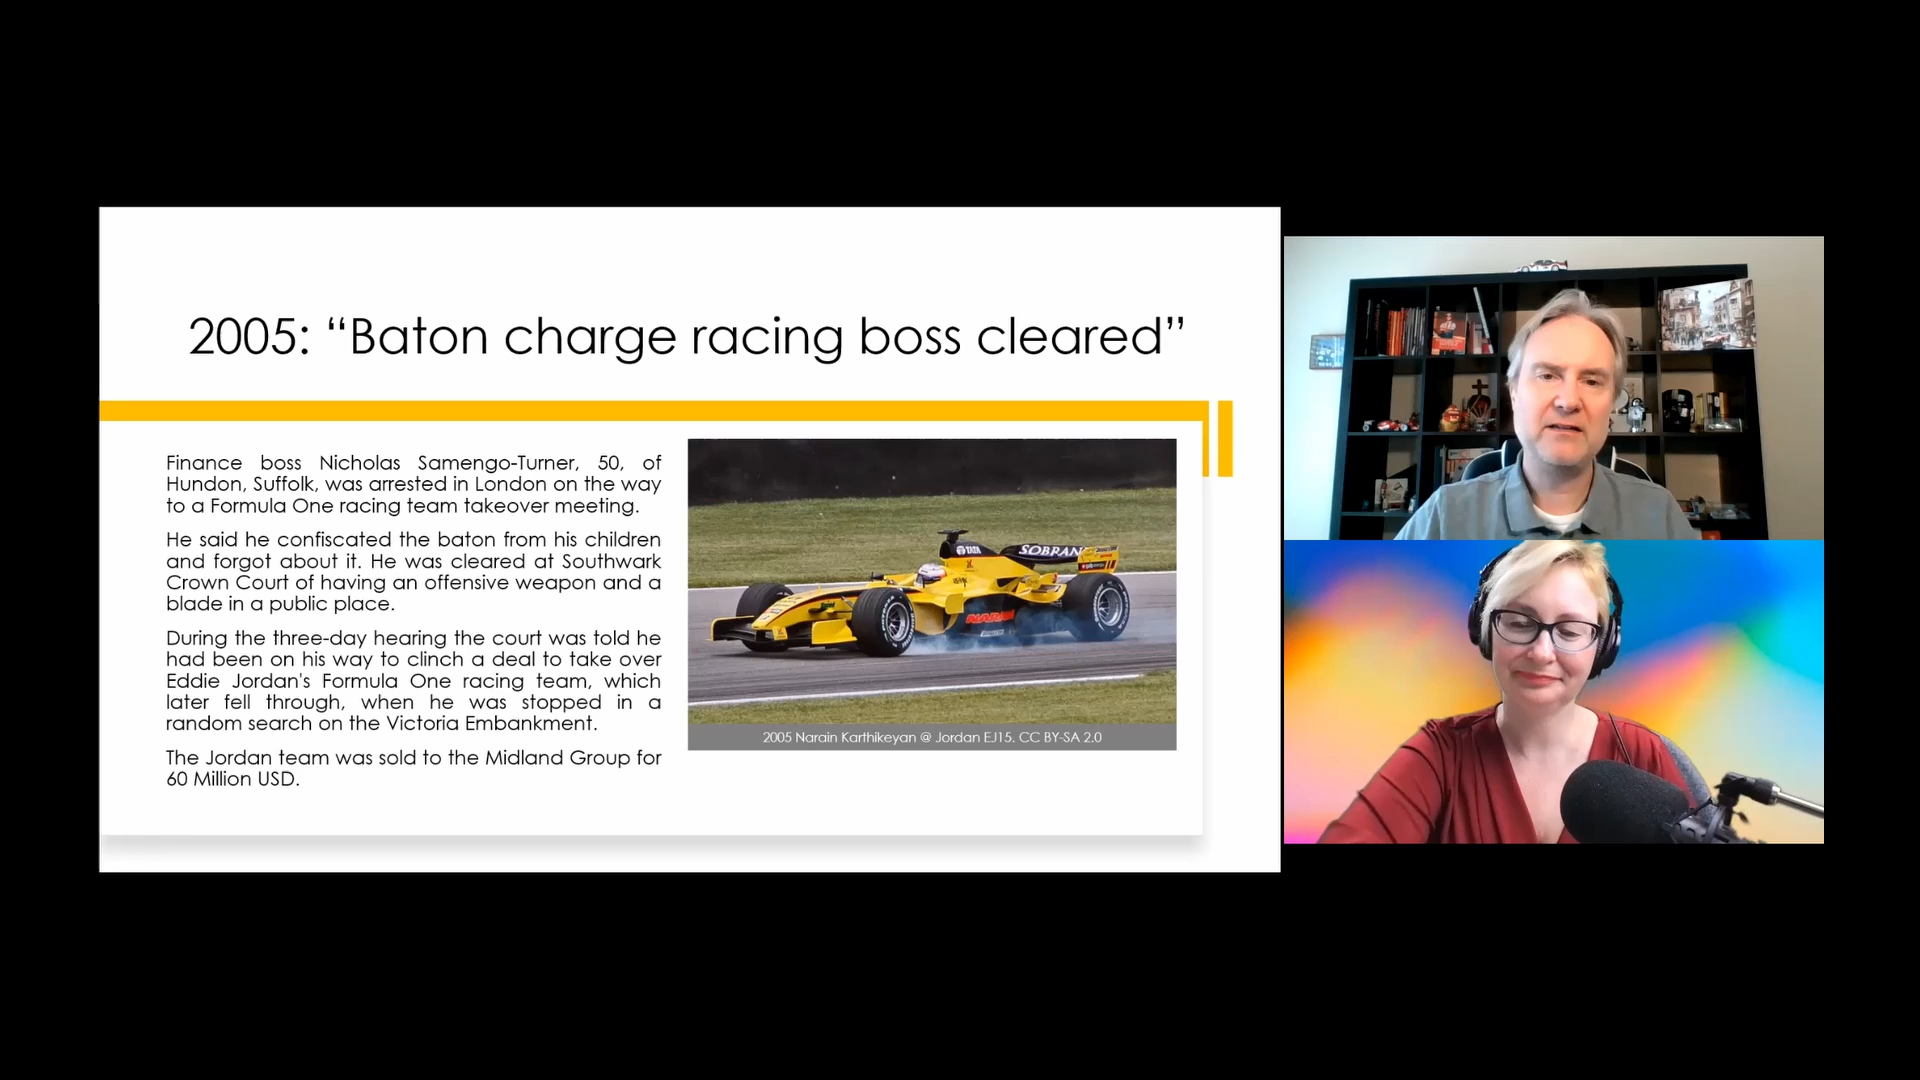 2005: “Baton charge racing boss cleared”
Finance boss Nicholas Samengo-Turner, 50, of
Hundon, Suffolk, was arrested in London on the way
to a Formula One racing team takeover meeting.
He said he confiscated the baton from his children
and forgot about it. He was cleared at Southwark
Crown Court of having an offensive weapon and a
blade in a public place.
During the three-day hearing the court was told he
had been on his way to clinch a deal to take over
Eddie Jordan's Formula One racing team, which
later fell through, when he was stopped in a
random search on the Victoria Embankment.
The Jordan team was sold to the Midland Group for
60 Million USD.
TATA
SOBRAN
NARAIN
2005 Narain Karthikeyan @ Jordan EJ15. CC BY-SA 2.0